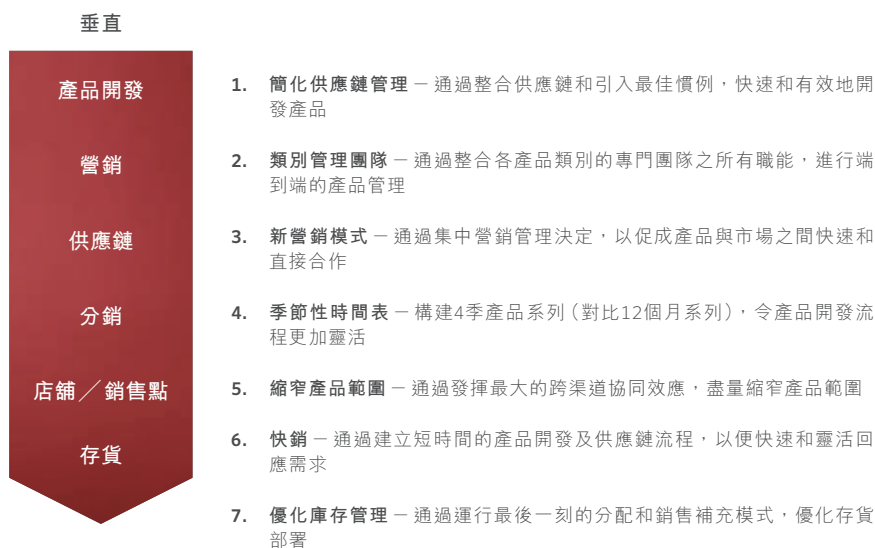 垂直
產品開發
營銷
供應鏈
分銷
店舖／銷售點
存貨
1. 簡化供應鏈管理 — 通過整合供應鏈和引入最佳慣例，快速和有效地開
發產品
2. 類別管理團隊 — 通過整合各產品類別的專門團隊之所有職能，進行端
到端的產品管理
3. 新營銷模式 — 通過集中營銷管理決定，以促成產品與市場之間快速和
直接合作
4. 季節性時間表 — 構建4季產品系列（對比12個月系列），令產品開發流
程更加靈活
5. 縮窄產品範圍 — 通過發揮最大的跨渠道協同效應，盡量縮窄產品範圍
6. 快銷 — 通過建立短時間的產品開發及供應鏈流程，以便快速和靈活回
應需求
7. 優化庫存管理 — 通過運行最後一刻的分配和銷售補充模式，優化存貨
部署